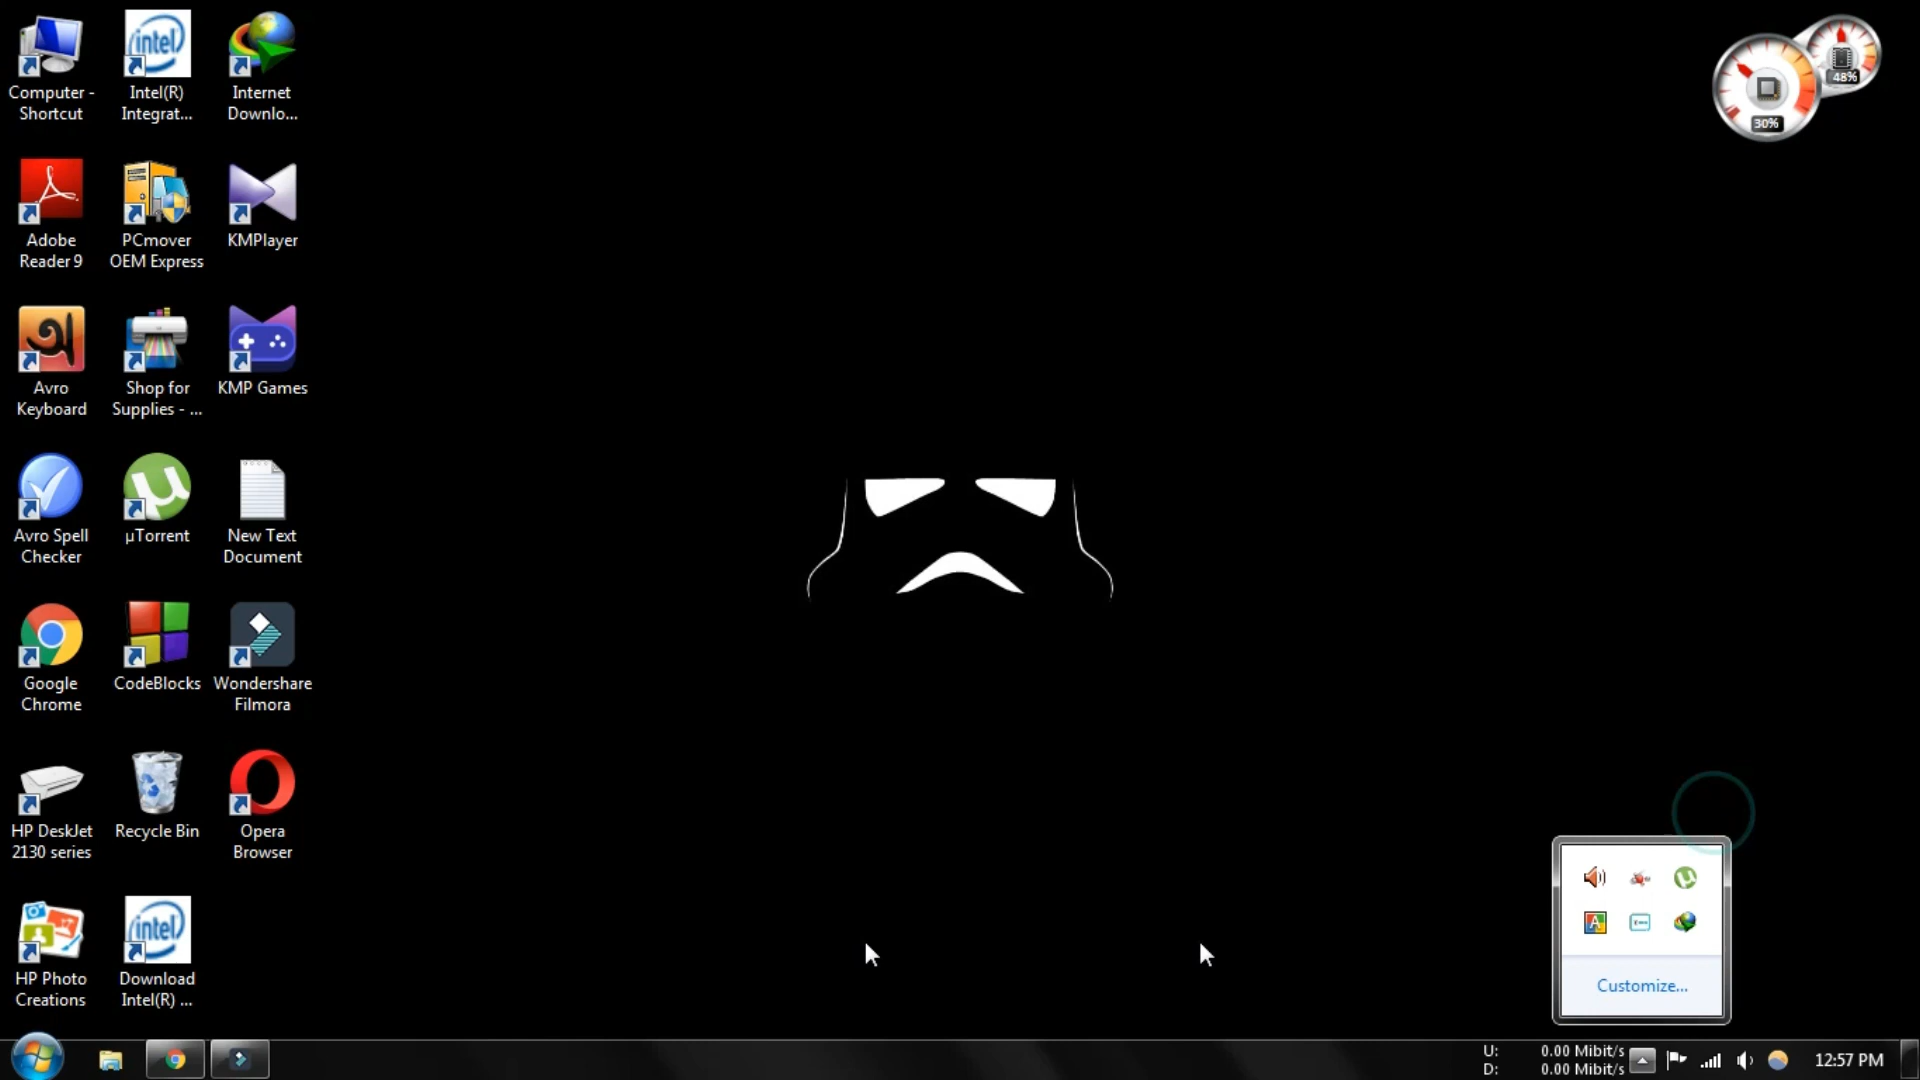 Computer -
Shortcut
intel
Intel(R)
Integrat...
Internet
Downlo...
Adobe
Reader 9
PCmover
OEM Express
KMPlayer
অ
Avro
Keyboard
Shop for
Supplies - ...
KMP Games
Avro Spell
Checker
µ
µTorrent
New Text
Document
Google
Chrome
CodeBlocks
Wondershare
Filmora
HP DeskJet
2130 series
Recycle Bin
Opera
Browser
HP Photo
Creations
intel
Download
Intel(R) ...
48%
30%
µ
A
Customize...
U: 0.00 Mibit/s
D: 0.00 Mibit/s
12:57 PM